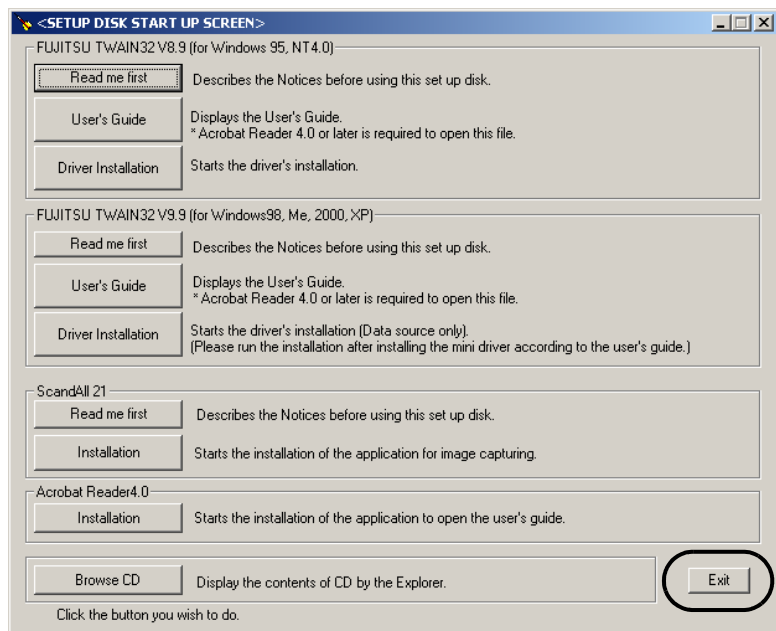 <SETUP DISK START UP SCREEN>
FUJITSU TWAIN32 V8.9 (for Windows 95, NT4.0)
Read me first
Describes the Notices before using this set up disk.
User's Guide
Displays the User's Guide.
* Acrobat Reader 4.0 or later is required to open this file.
Driver Installation
Starts the driver's installation.
FUJITSU TWAIN32 V9.9 (for Windows98, Me, 2000, XP)
Read me first
Describes the Notices before using this set up disk.
User's Guide
Displays the User's Guide.
* Acrobat Reader 4.0 or later is required to open this file.
Driver Installation
Starts the driver's installation (Data source only).
(Please run the installation after installing the mini driver according to the user's guide.)
ScandAll 21
Read me first
Describes the Notices before using this set up disk.
Installation
Starts the installation of the application for image capturing.
Acrobat Reader4.0
Installation
Starts the installation of the application to open the user's guide.
Browse CD
Display the contents of CD by the Explorer.
Exit
Click the button you wish to do.